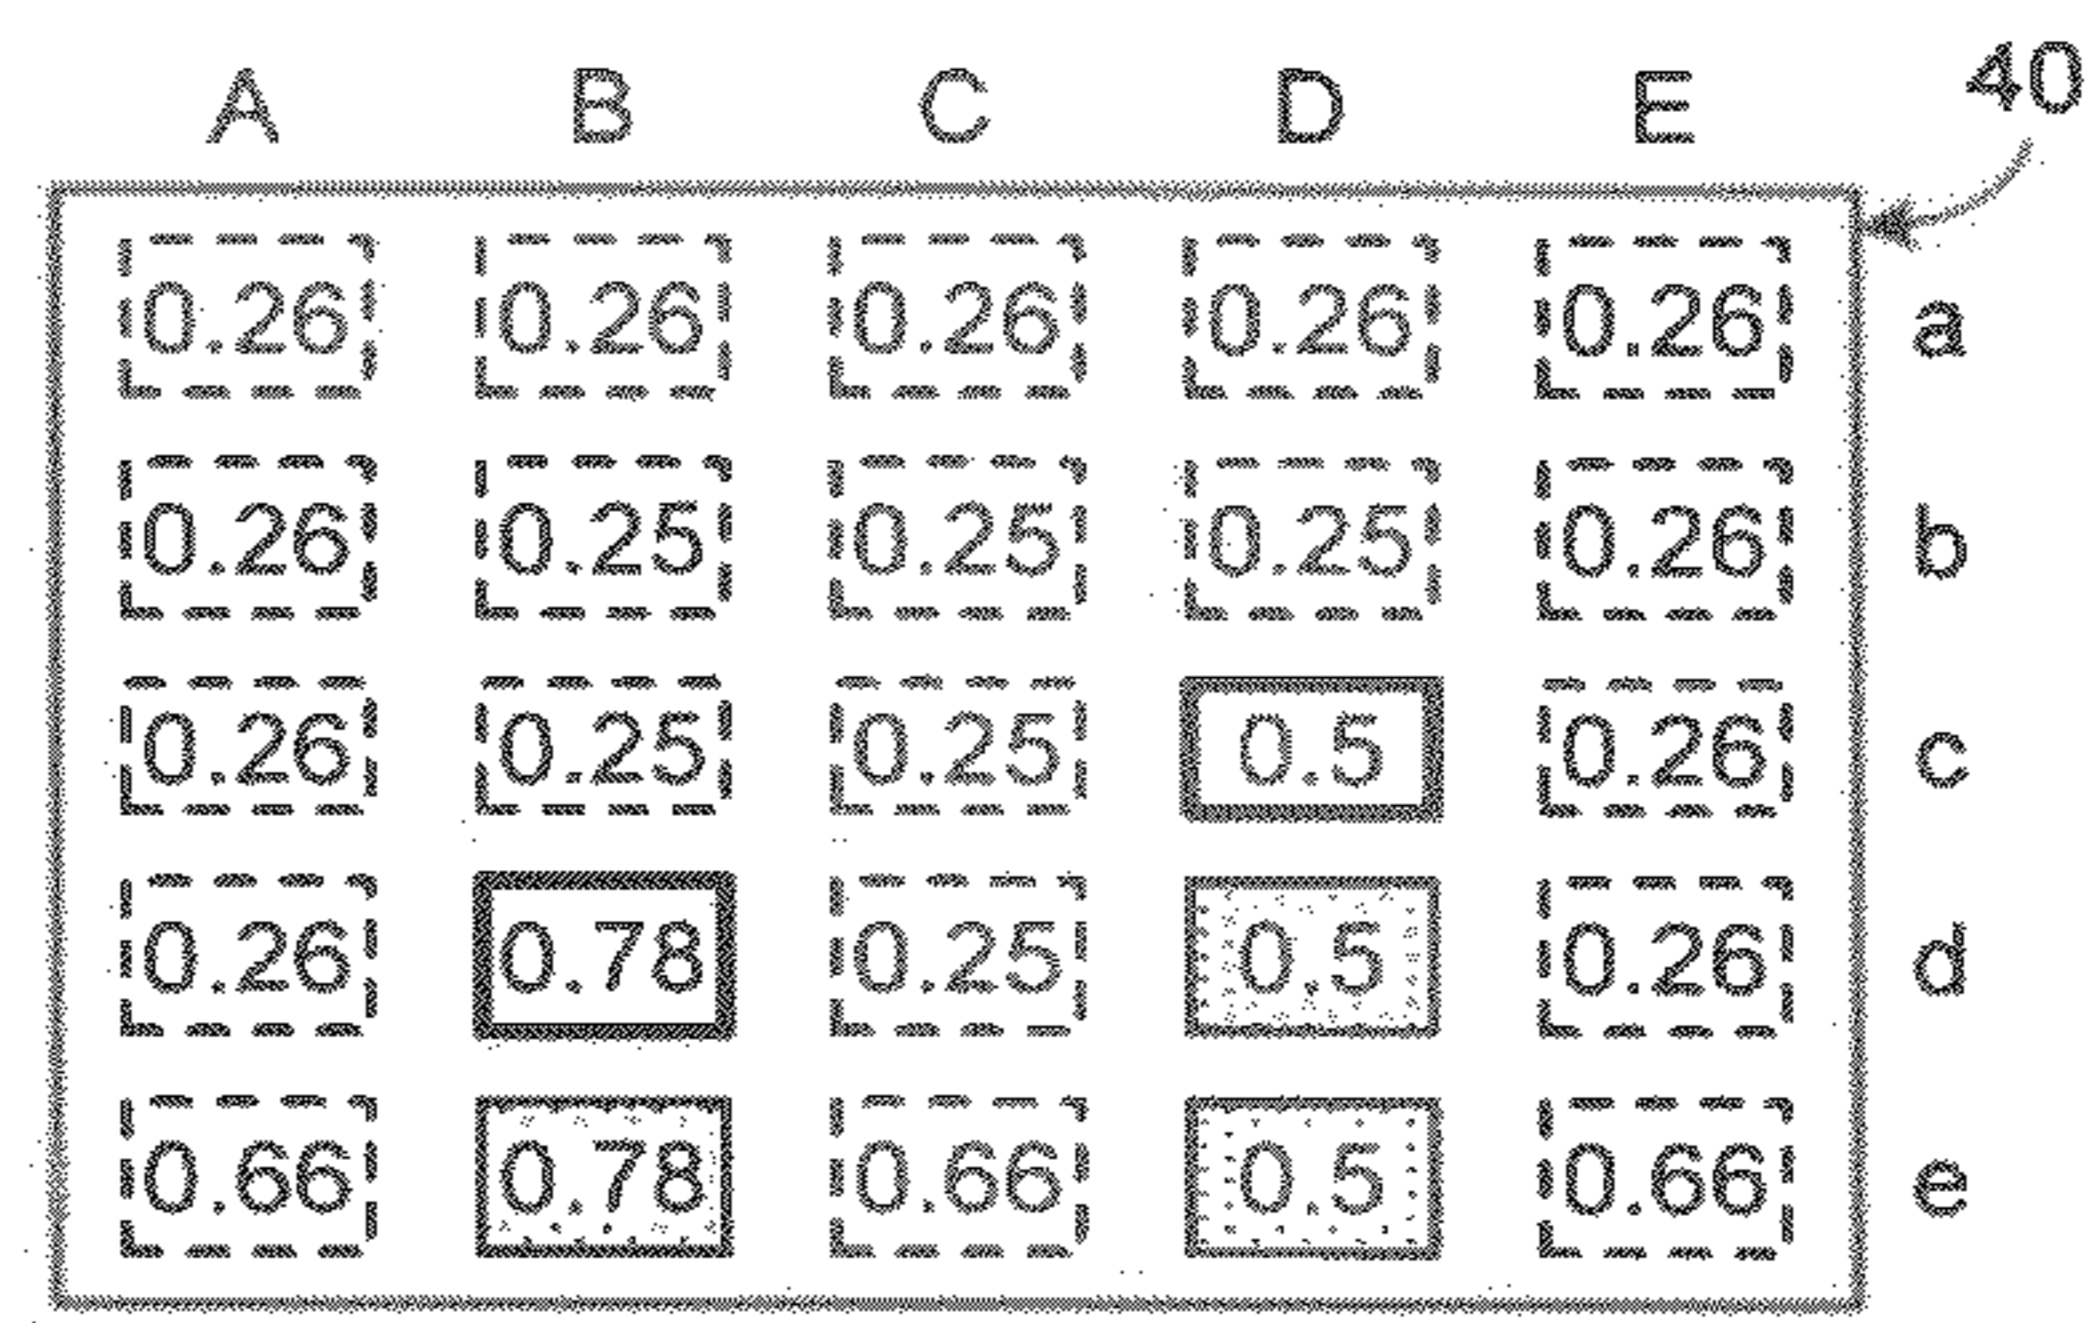 A B C D E 40
0.26 0.26 0.26 0.26 0.26 a
0.26 0.25 0.25 0.25 0.26 b
0.26 0.25 0.25 0.5 0.26 c
0.26 0.78 0.25 0.5 0.26 d
0.66 0.78 0.66 0.5 0.66 e